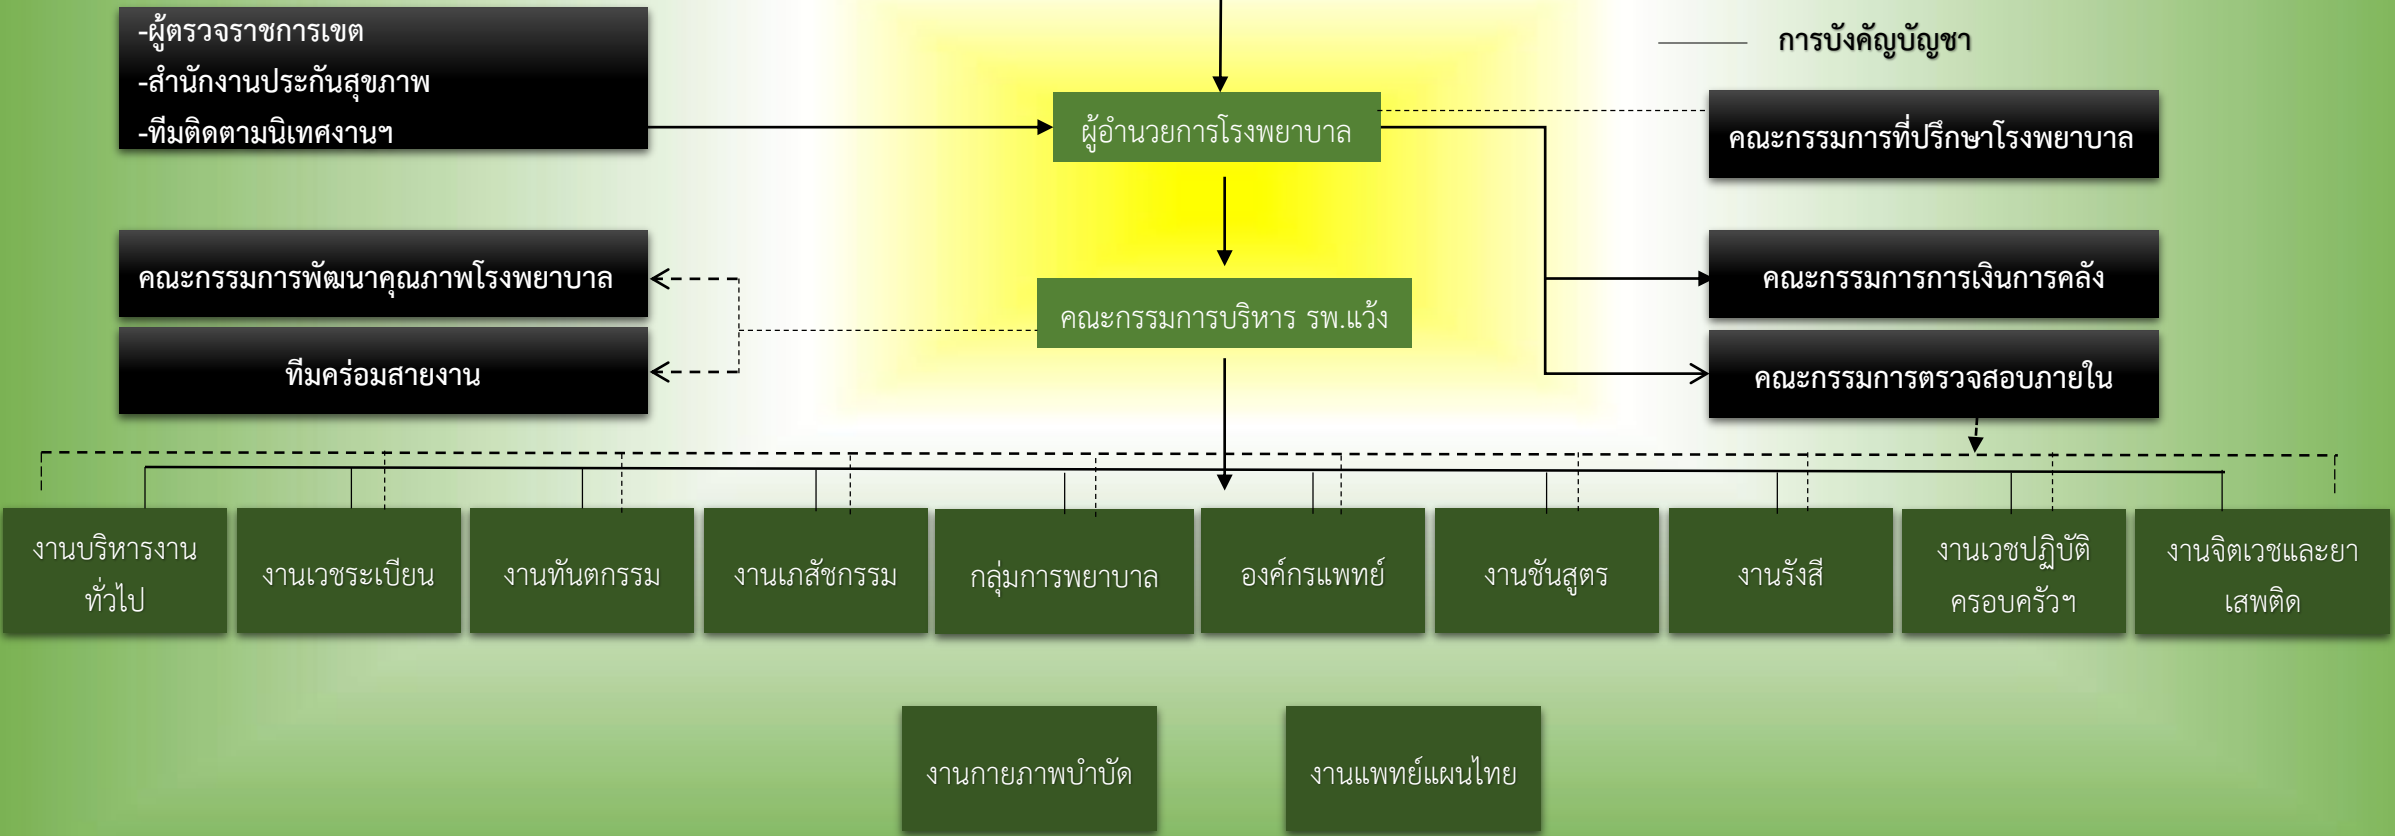 -ผู้ตรวจราชการเขต
-สำนักงานประกันสุขภาพ
-ทีมติดตามนิเทศงานฯ
การบังคัญบัญชา
ผู้อำนวยการโรงพยาบาล
คณะกรรมการที่ปรึกษาโรงพยาบาล
คณะกรรมการพัฒนาคุณภาพโรงพยาบาล
คณะกรรมการการเงินการคลัง
คณะกรรมการบริหาร รพ.แว้ง
ทีมคร่อมสายงาน
คณะกรรมการตรวจสอบภายใน
งานบริหารงาน
ทั่วไป
งานเวชระเบียน
งานทันตกรรม
งานเภสัชกรรม
กลุ่มการพยาบาล
องค์กรแพทย์
งานชันสูตร
งานรังสี
งานเวชปฏิบัติ
ครอบครัวฯ
งานจิตเวชและยา
เสพติด
งานกายภาพบำบัด
งานแพทย์แผนไทย